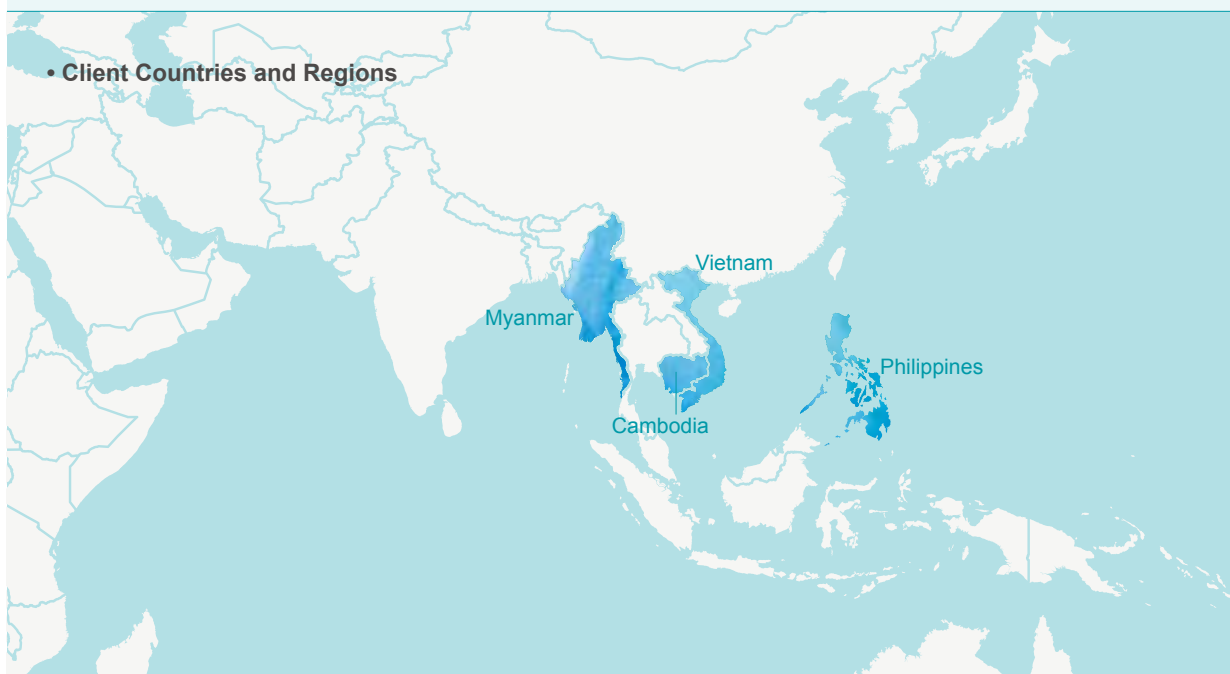 • Client Countries and Regions
Vietnam
Myanmar
Philippines
Cambodia